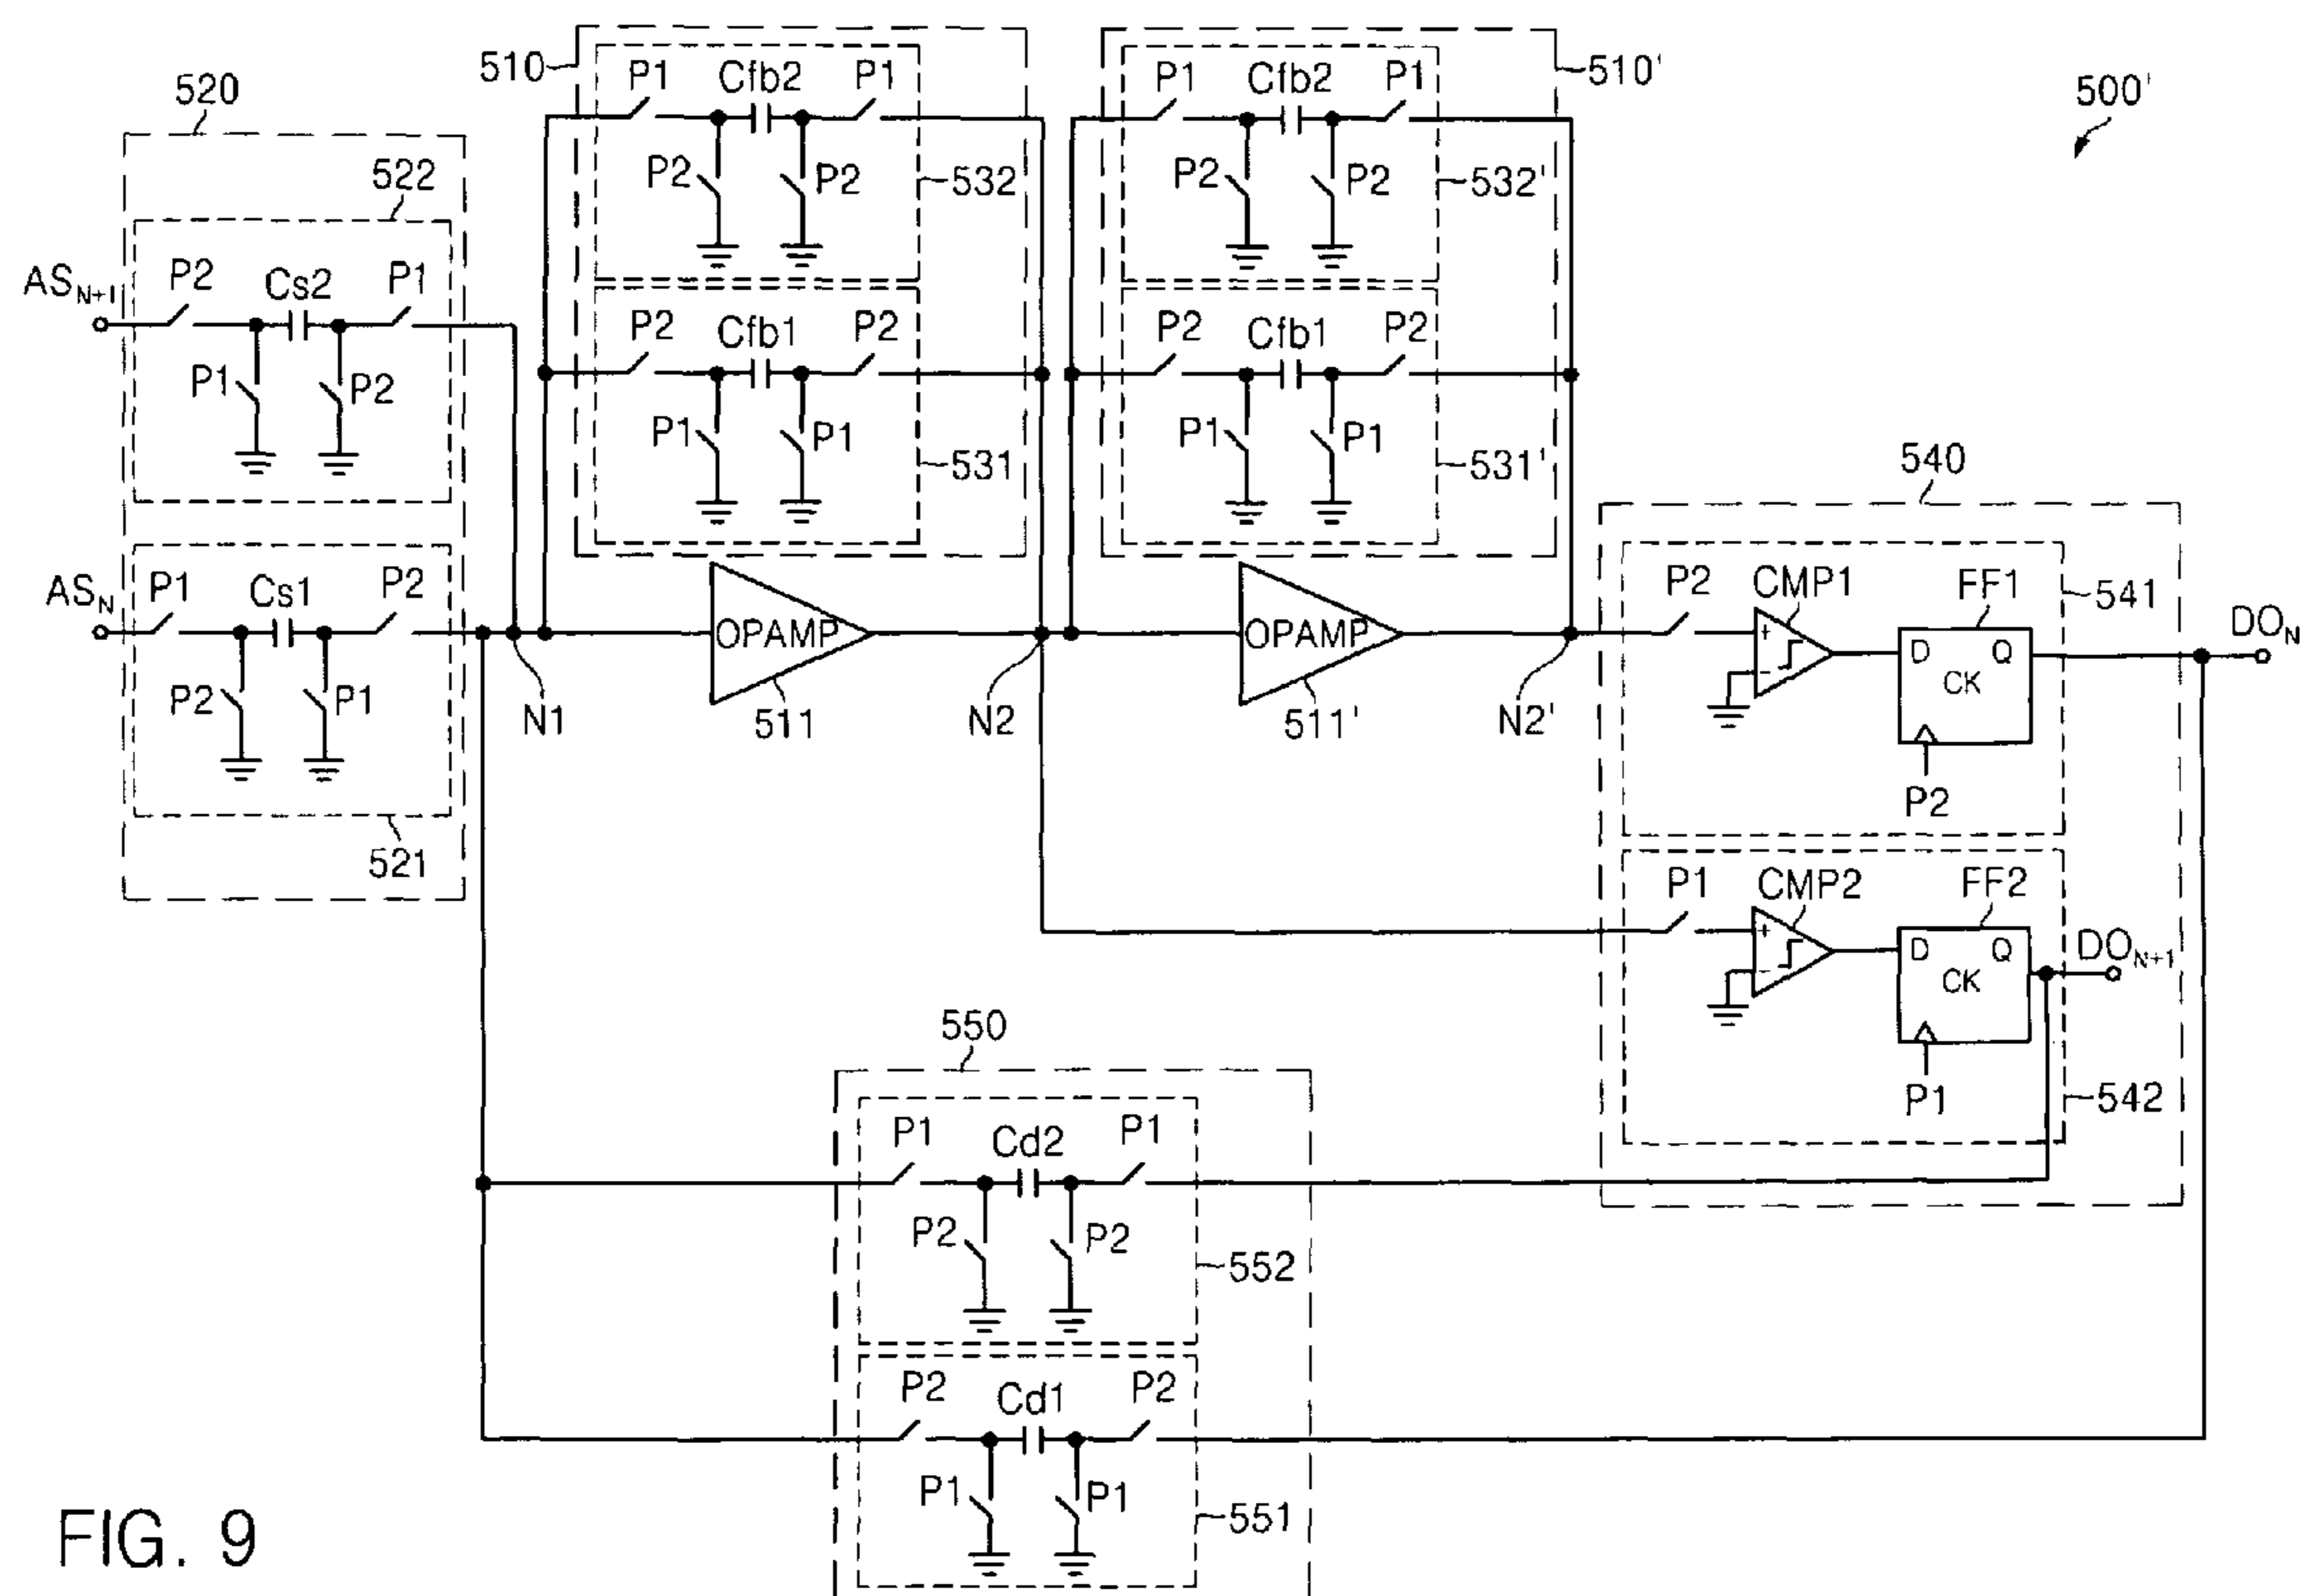 510
P1 Cfb2 P1
P2 P2
532
P2 Cfb1 P2
P1 P1
531
P1 Cfb2 P1
510'
P2 P2
532'
P2 Cfb1 P2
P1 P1
531'
500'
520
522
AS_{N+1}
P2 Cs2 P1
P1 P2
AS_N
P1 Cs1 P2
P2 P1
521
N1
OPAMP
511
N2
OPAMP
511'
N2'
540
P2 CMP1 FF1
541
+
-
D Q
CK
P2
DO_N
P1 CMP2 FF2
+
-
D Q
CK
P1
DO_{N+1}
542
550
P1 Cd2 P1
P2 P2
552
P2 Cd1 P2
P1 P1
551
FIG. 9